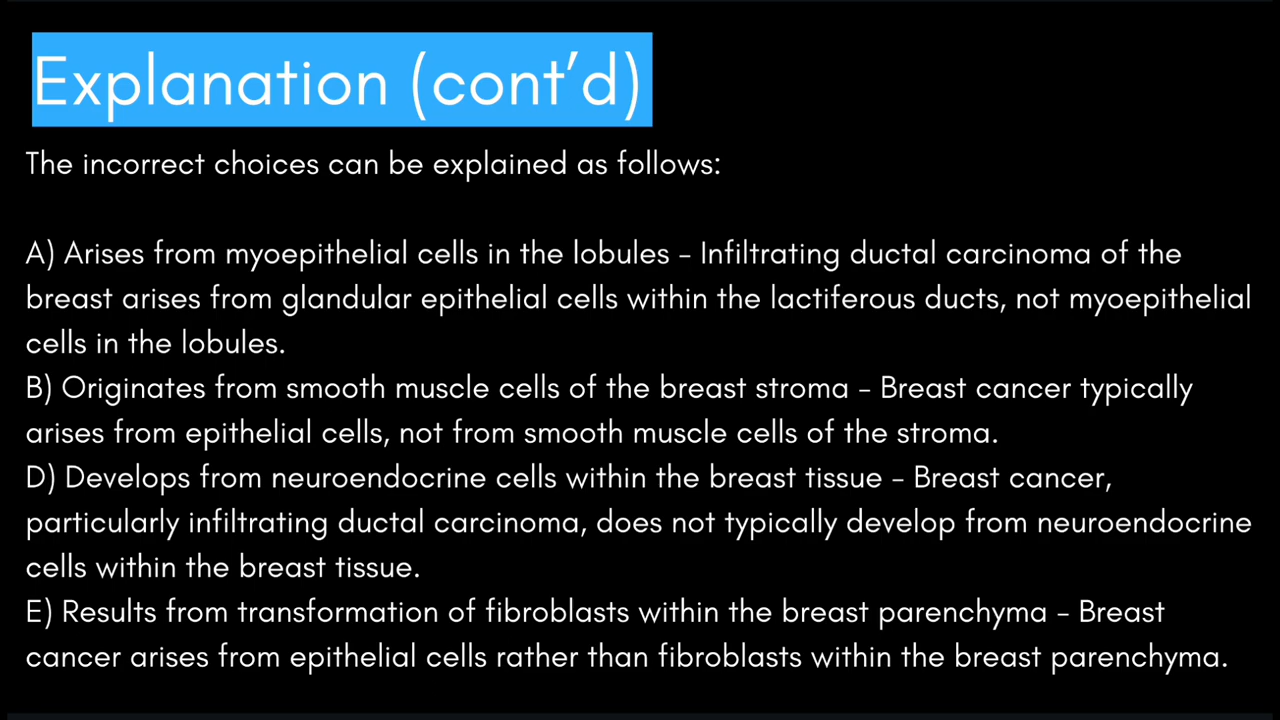 Explanation (cont’d)
The incorrect choices can be explained as follows:
A) Arises from myoepithelial cells in the lobules – Infiltrating ductal carcinoma of the
breast arises from glandular epithelial cells within the lactiferous ducts, not myoepithelial
cells in the lobules.
B) Originates from smooth muscle cells of the breast stroma – Breast cancer typically
arises from epithelial cells, not from smooth muscle cells of the stroma.
D) Develops from neuroendocrine cells within the breast tissue – Breast cancer,
particularly infiltrating ductal carcinoma, does not typically develop from neuroendocrine
cells within the breast tissue.
E) Results from transformation of fibroblasts within the breast parenchyma – Breast
cancer arises from epithelial cells rather than fibroblasts within the breast parenchyma.